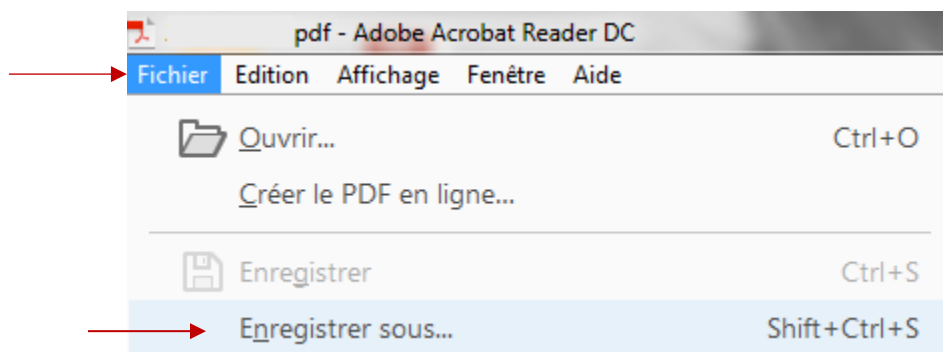 pdf - Adobe Acrobat Reader DC
Fichier Edition Affichage Fenêtre Aide
Ouvrir... Ctrl+O
Créer le PDF en ligne...
Enregistrer Ctrl+S
Enregistrer sous... Shift+Ctrl+S